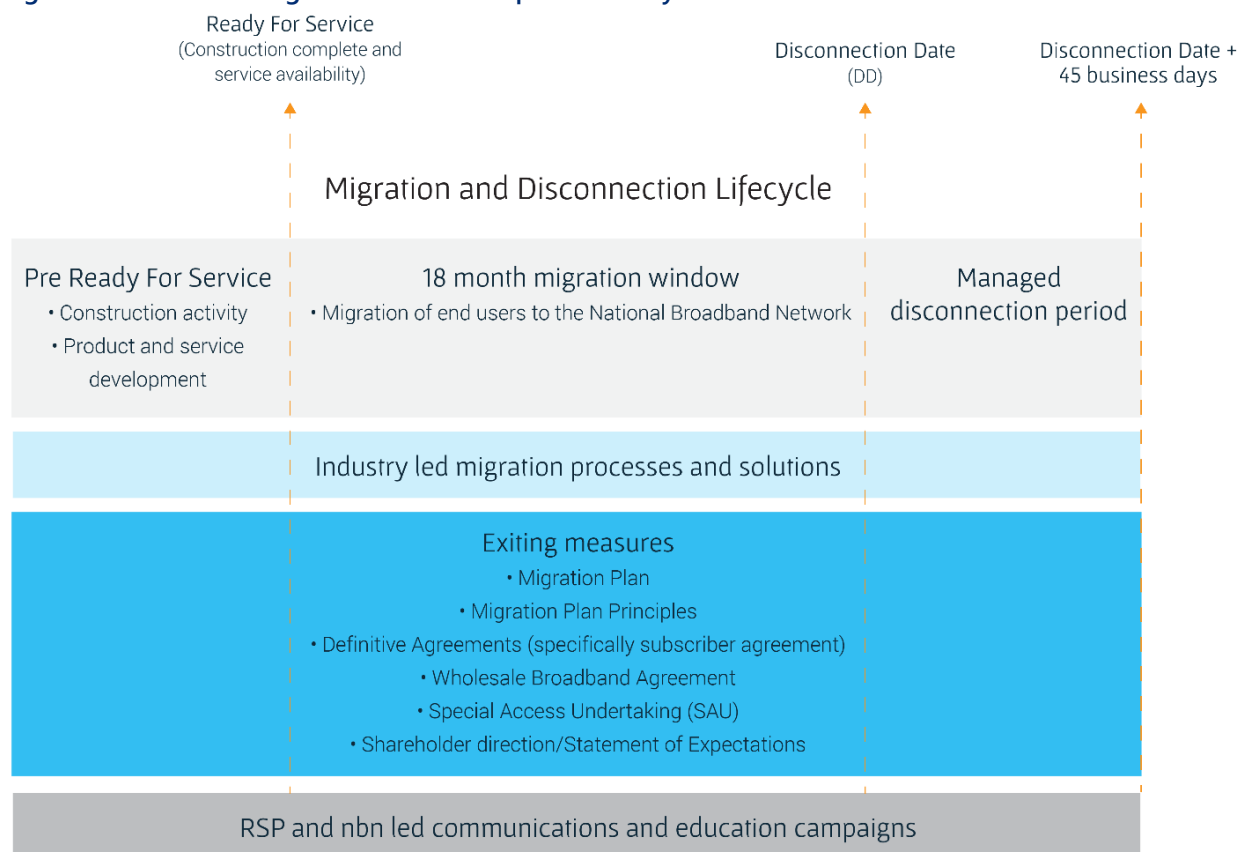 Ready For Service
(Construction complete and
service availability)
Disconnection Date
(DD)
Disconnection Date +
45 business days
Migration and Disconnection Lifecycle
Pre Ready For Service
• Construction activity
• Product and service
development
18 month migration window
• Migration of end users to the National Broadband Network
Managed
disconnection period
Industry led migration processes and solutions
Exiting measures
• Migration Plan
• Migration Plan Principles
• Definitive Agreements (specifically subscriber agreement)
• Wholesale Broadband Agreement
• Special Access Undertaking (SAU)
• Shareholder direction/Statement of Expectations
RSP and nbn led communications and education campaigns